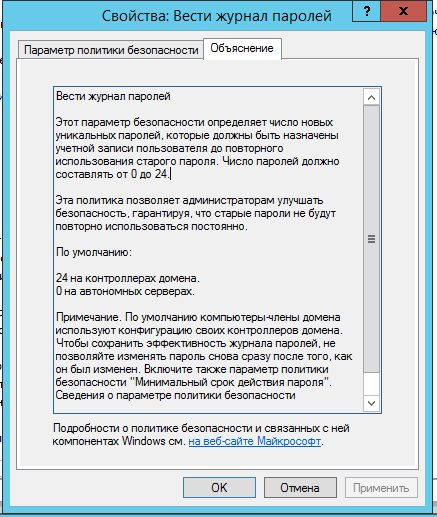 Свойства: Вести журнал паролей
?
X
Параметр политики безопасности
Объяснение
Вести журнал паролей
Этот параметр безопасности определяет число новых
уникальных паролей, которые должны быть назначены
учетной записи пользователя до повторного
использования старого пароля. Число паролей должно
составлять от 0 до 24.
Эта политика позволяет администраторам улучшать
безопасность, гарантируя, что старые пароли не будут
повторно использоваться постоянно.
По умолчанию:
24 на контроллерах домена.
0 на автономных серверах.
Примечание. По умолчанию компьютеры-члены домена
используют конфигурацию своих контроллеров домена.
Чтобы сохранить эффективность журнала паролей, не
позволяйте изменять пароль снова сразу после того, как
он был изменен. Включите также параметр политики
безопасности "Минимальный срок действия пароля".
Сведения о параметре политики безопасности
Подробности о политике безопасности и связанных с ней
компонентах Windows см. на веб-сайте Майкрософт.
OK
Отмена
Применить